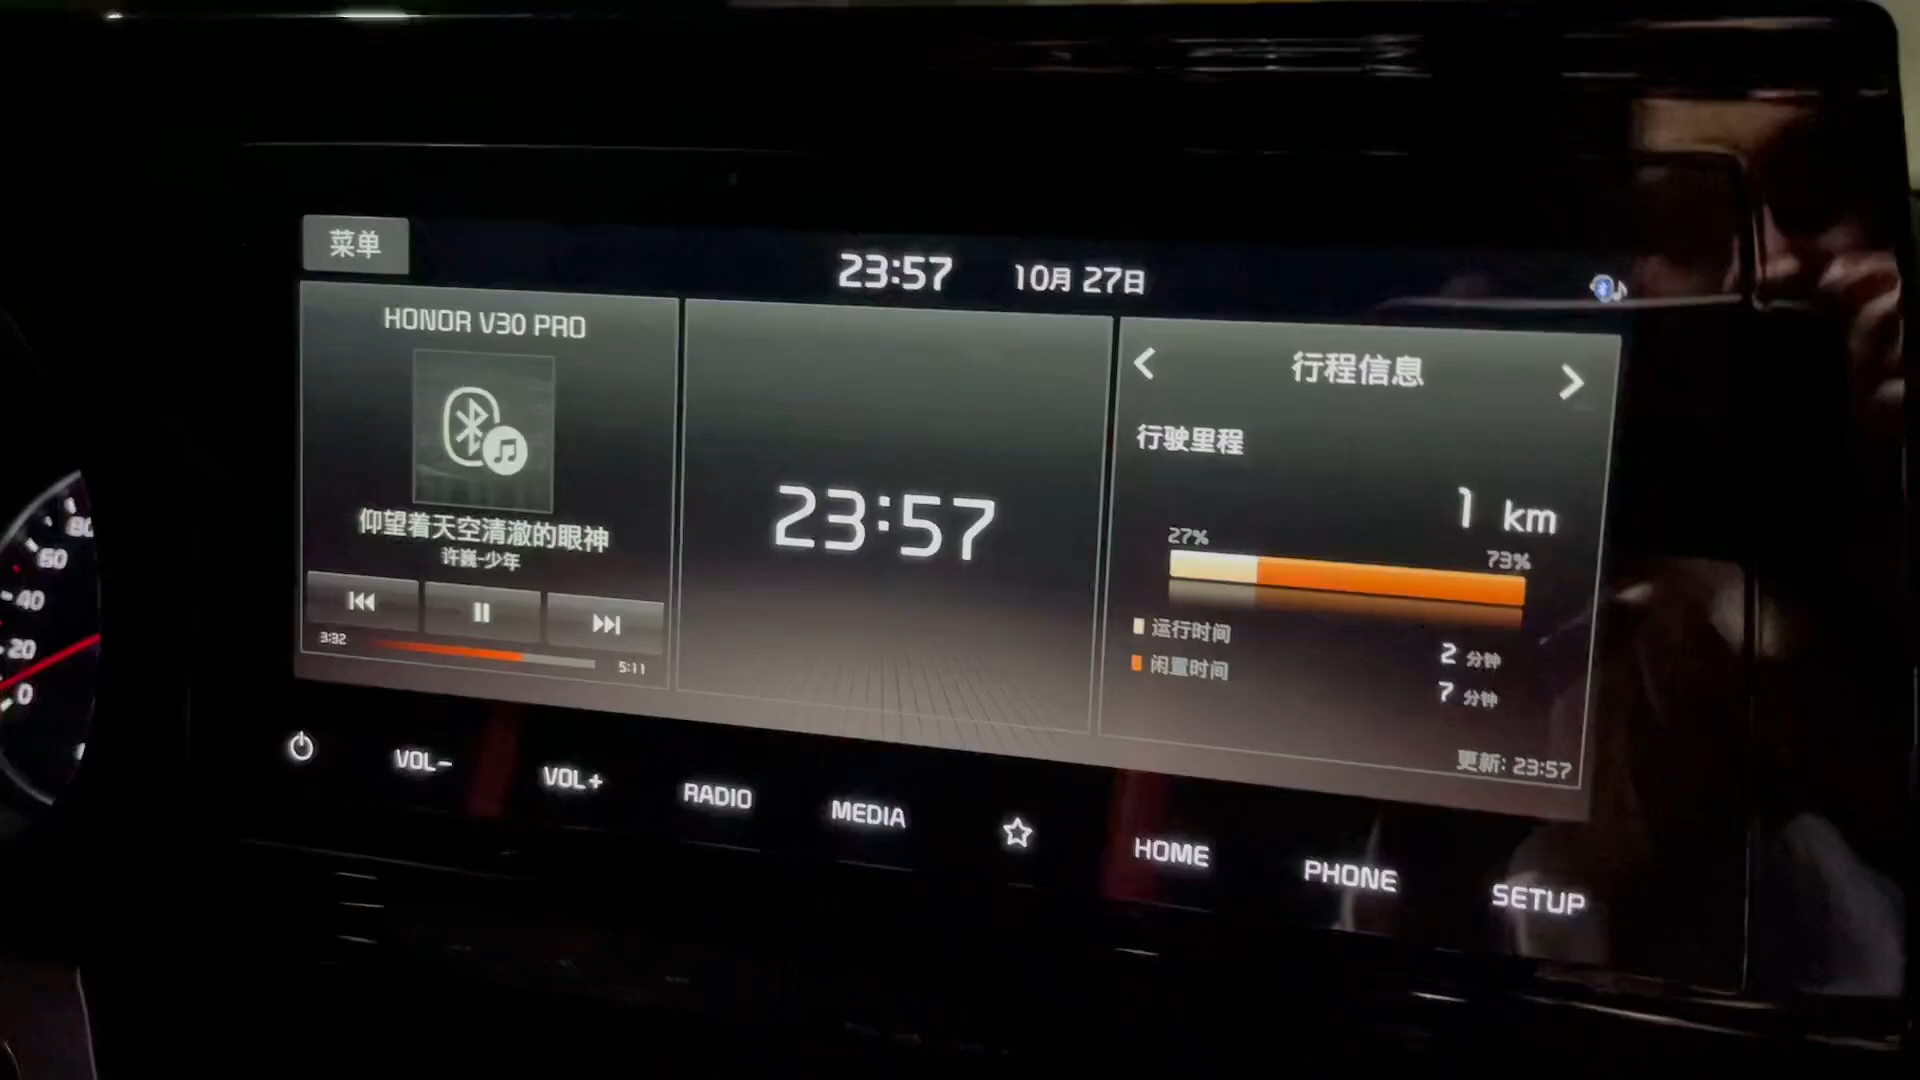 菜单
23:57
10月 27日
HONOR V30 PRO
仰望着天空清澈的眼神
许巍-少年
3:32
5:11
23:57
行程信息
行驶里程
1 km
27%
73%
运行时间
2 分钟
闲置时间
7 分钟
更新: 23:57
VOL-
VOL+
RADIO
MEDIA
HOME
PHONE
SETUP
80
60
40
20
0